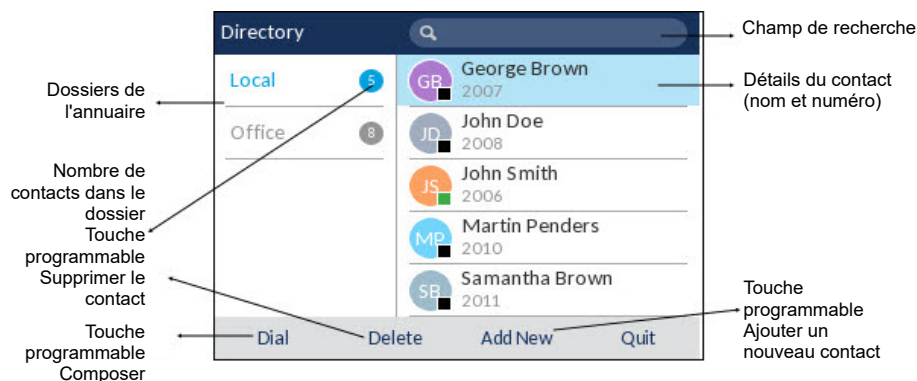 Directory
Local
5
Office
8
GB
George Brown
2007
JD
John Doe
2008
JS
John Smith
2006
MP
Martin Penders
2010
SB
Samantha Brown
2011
Dial
Delete
Add New
Quit
Dossiers de
l'annuaire
Nombre de
contacts dans le
dossier
Touche
programmable
Supprimer le
contact
Touche
programmable
Composer
Champ de recherche
Détails du contact
(nom et numéro)
Touche
programmable
Ajouter un
nouveau contact